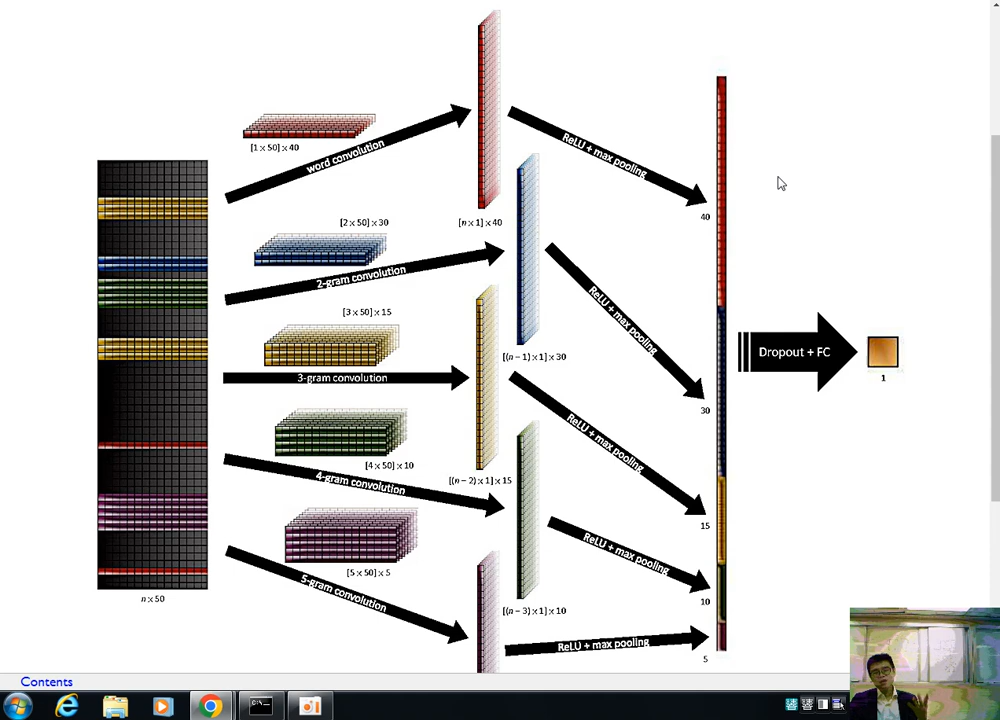 [1 x 50] x 40
word convolution
ReLU + max pooling
[n x 1] x 40
40
[2 x 50] x 30
2-gram convolution
ReLU + max pooling
[3 x 50] x 15
3-gram convolution
[(n − 1) x 1] x 30
30
Dropout + FC
1
[4 x 50] x 10
4-gram convolution
[(n − 2) x 1] x 15
ReLU + max pooling
15
[5 x 50] x 5
5-gram convolution
ReLU + max pooling
n x 50
[(n − 3) x 1] x 10
10
ReLU + max pooling
5
Contents